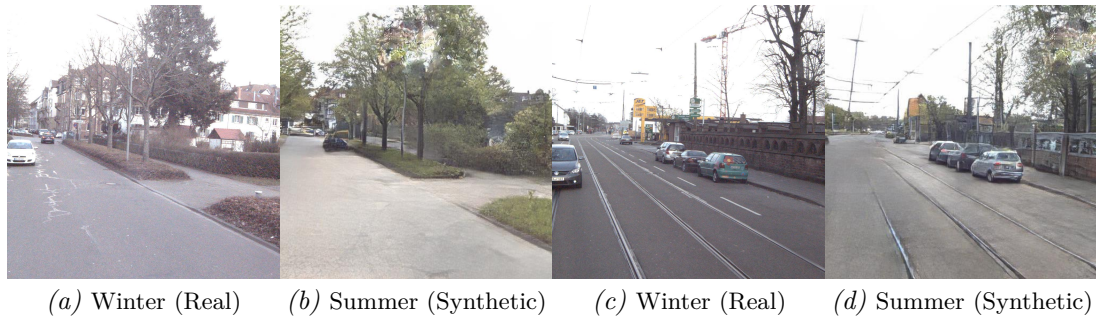 (a) Winter (Real)
(b) Summer (Synthetic)
(c) Winter (Real)
(d) Summer (Synthetic)